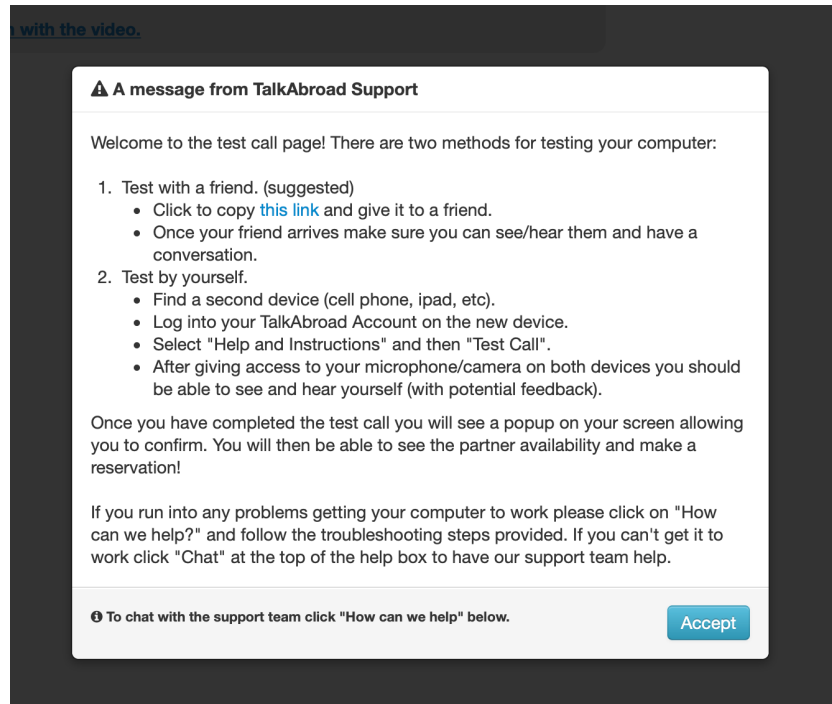 with the video.
A message from TalkAbroad Support
Welcome to the test call page! There are two methods for testing your computer:
1. Test with a friend. (suggested)
• Click to copy this link and give it to a friend.
• Once your friend arrives make sure you can see/hear them and have a
conversation.
2. Test by yourself.
• Find a second device (cell phone, ipad, etc).
• Log into your TalkAbroad Account on the new device.
• Select "Help and Instructions" and then "Test Call".
• After giving access to your microphone/camera on both devices you should
be able to see and hear yourself (with potential feedback).
Once you have completed the test call you will see a popup on your screen allowing
you to confirm. You will then be able to see the partner availability and make a
reservation!
If you run into any problems getting your computer to work please click on "How
can we help?" and follow the troubleshooting steps provided. If you can't get it to
work click "Chat" at the top of the help box to have our support team help.
To chat with the support team click "How can we help" below.
Accept